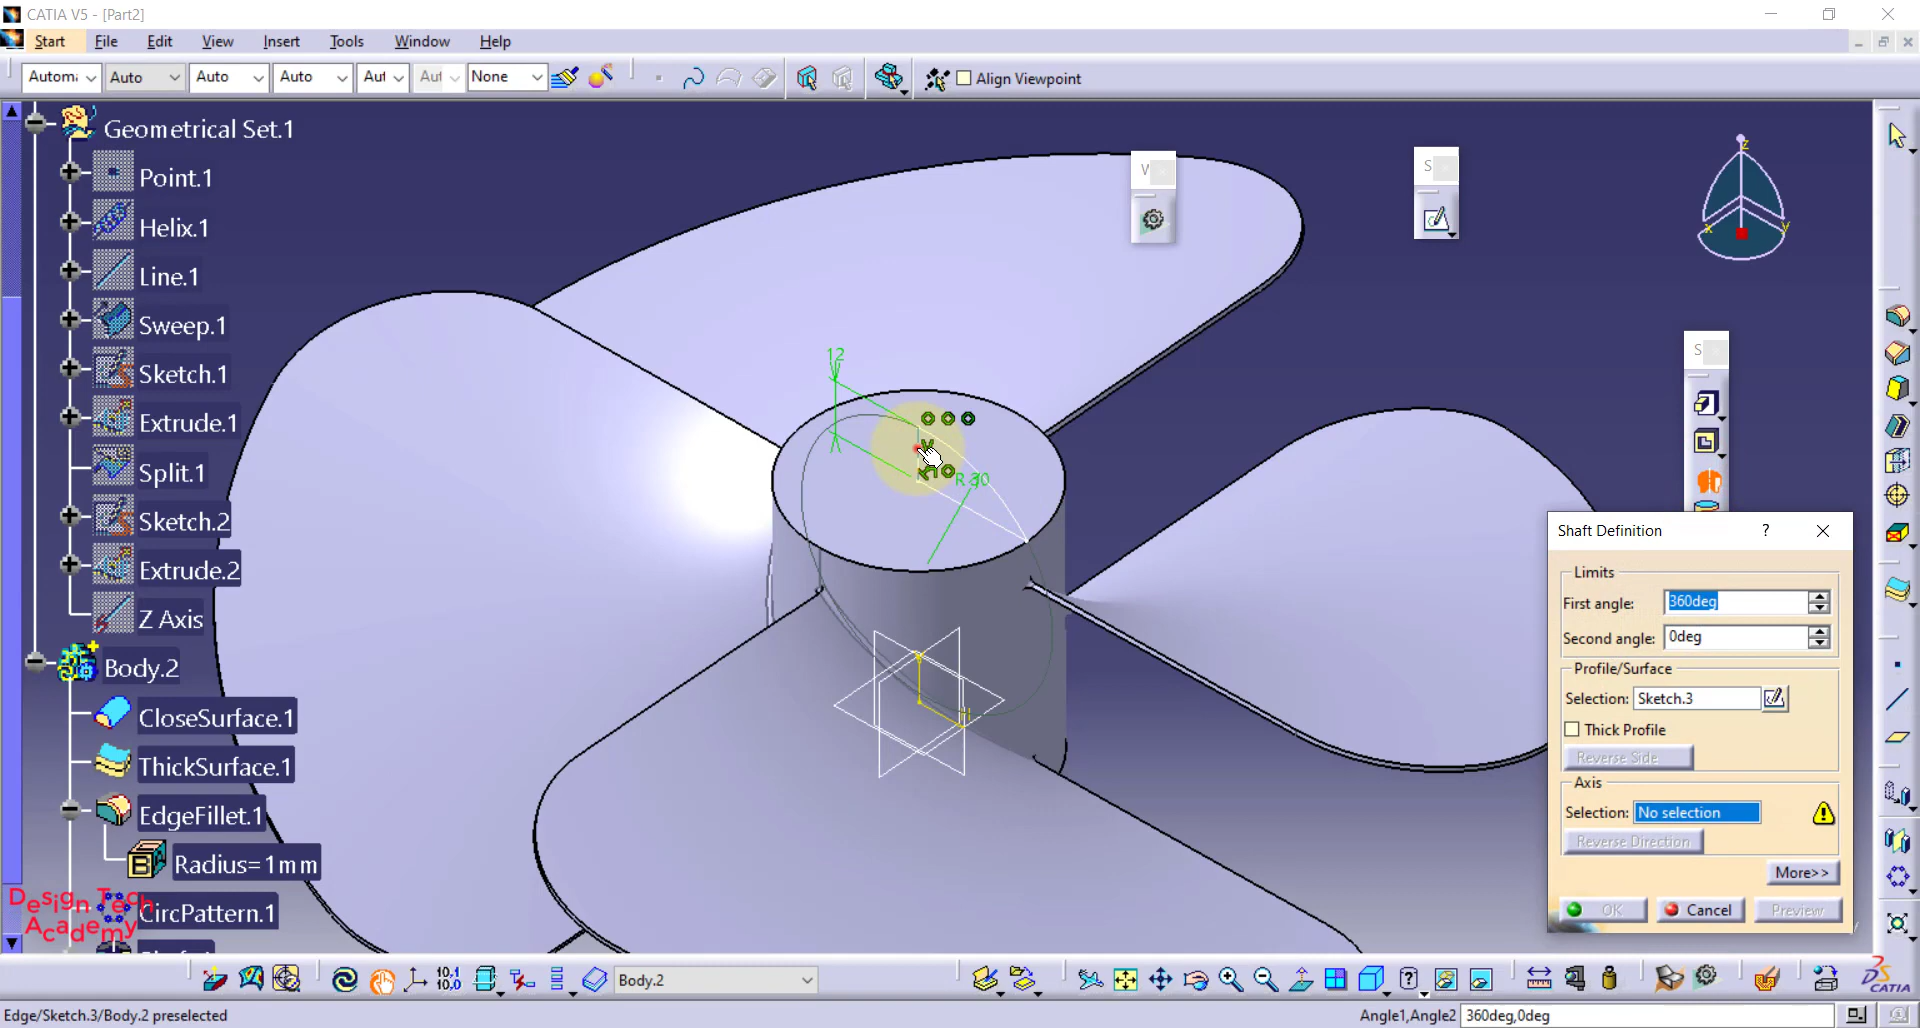 CATIA V5 - [Part2]
Start File Edit View Insert Tools Window Help
Auto Auto Auto None Align Viewpoint
Geometrical Set.1
Point.1
Helix.1
Line.1
Sweep.1
Sketch.1
Extrude.1
Split.1
Sketch.2
Extrude.2
Z Axis
Body.2
CloseSurface.1
ThickSurface.1
EdgeFillet.1
Radius=1mm
CircPattern.1
Design Tech
Academy
V
S
S
z
x
y
12
V
R 30
H
Shaft Definition ?
Limits
First angle: 360deg
Second angle: 0deg
Profile/Surface
Selection: Sketch.3
Thick Profile
Reverse Side
Axis
Selection: No selection
Reverse Direction
More>>
OK Cancel Preview
Body.2
CATIA
Edge/Sketch.3/Body.2 preselected
Angle1,Angle2 360deg,0deg